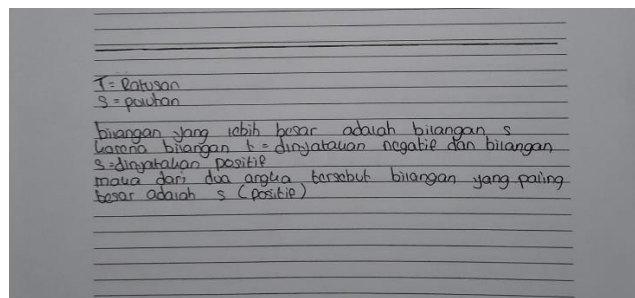 T = Ratusan
S = puluhan
bilangan yang lebih besar adalah bilangan s
karena bilangan t = dinyatakan negatif dan bilangan
s = dinyatakan positif
maka dari dua angka tersebut bilangan yang paling
besar adalah s (positif)